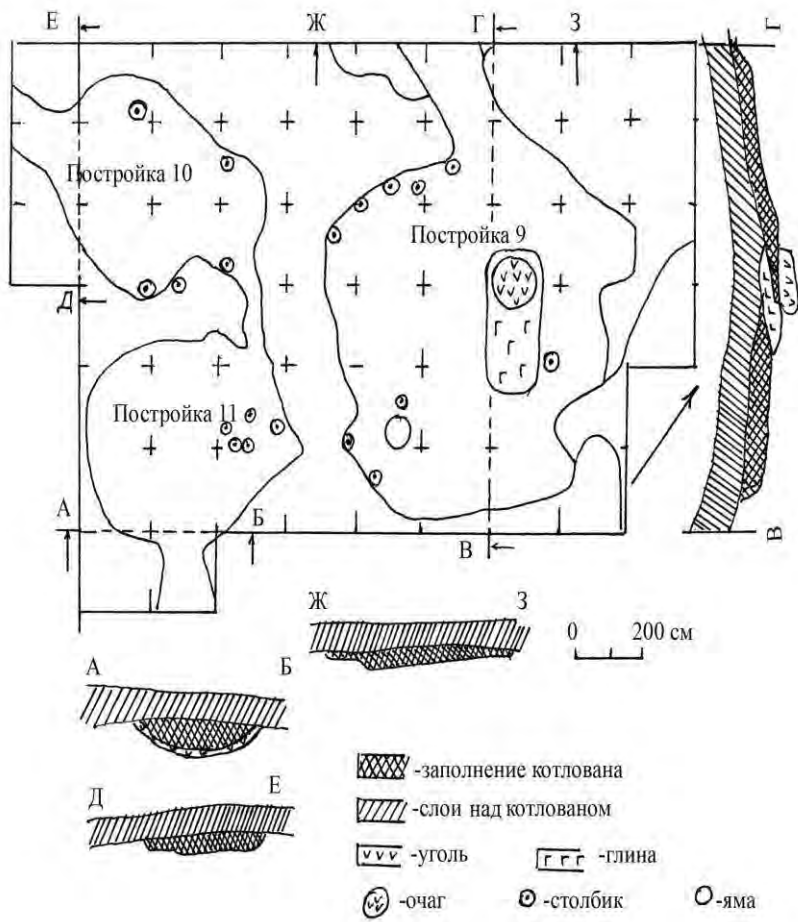 Е Ж Г З Г
Постройка 10
Постройка 9
Д
Постройка 11
А Б В В
Ж З
0 200 см
А Б
Д Е
-заполнение котлована
-слои над котлованом
-уголь -глина
-очаг -столбик -яма